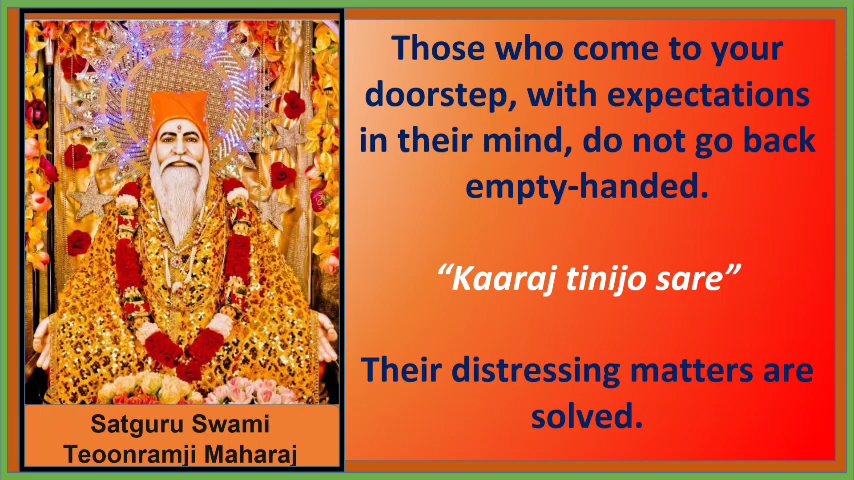 Those who come to your
doorstep, with expectations
in their mind, do not go back
empty-handed.
“Kaaraj tinijo sare”
Their distressing matters are
solved.
Satguru Swami
Teoonramji Maharaj